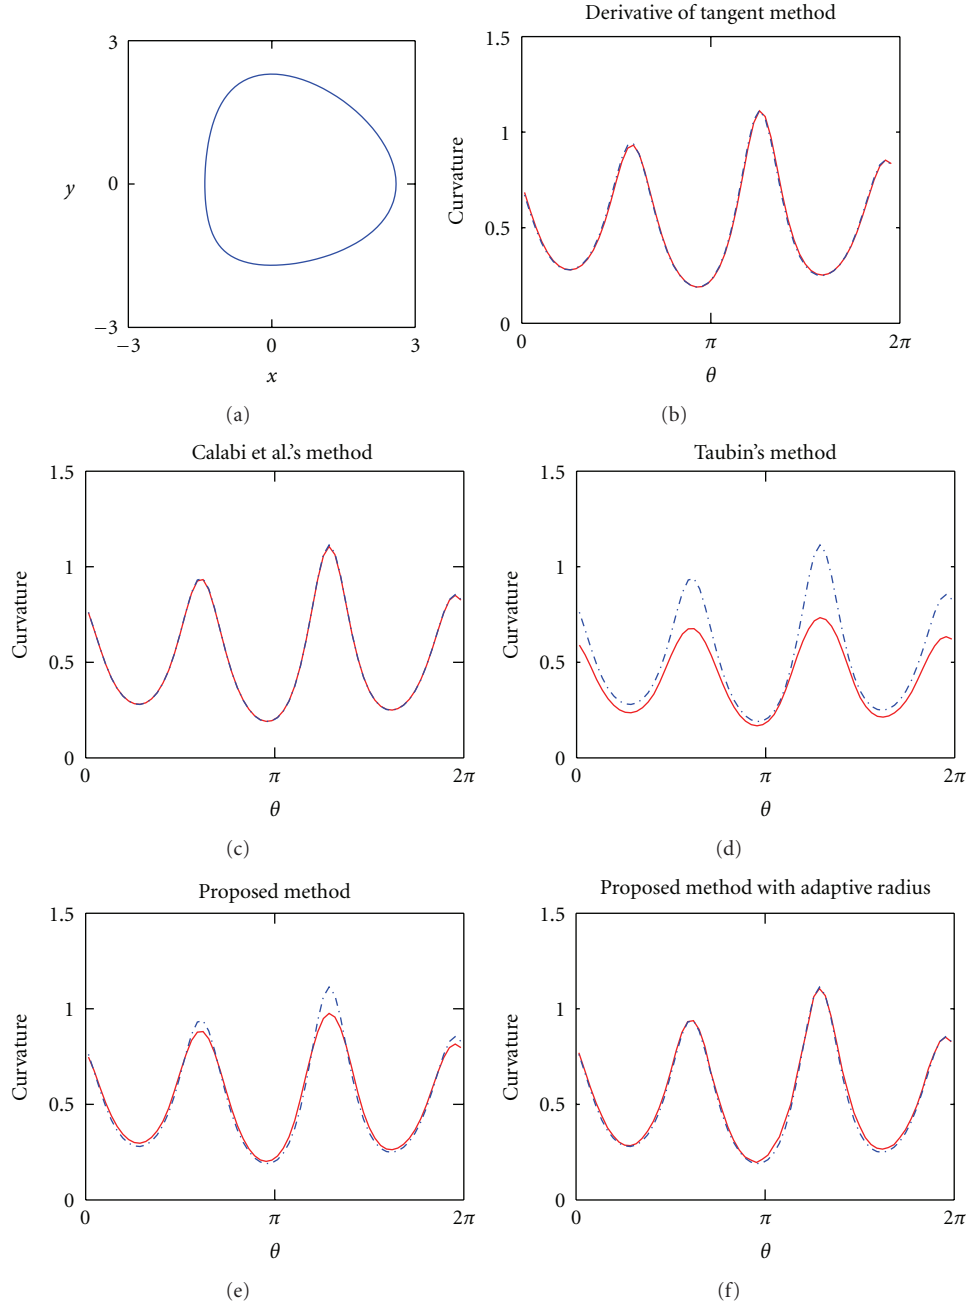 3
y
0
−3
−3
0
3
x
(a)
Derivative of tangent method
1.5
1
Curvature
0.5
0
0
π
2π
θ
(b)
Calabi et al.'s method
1.5
1
Curvature
0.5
0
0
π
2π
θ
(c)
Taubin's method
1.5
1
Curvature
0.5
0
0
π
2π
θ
(d)
Proposed method
1.5
1
Curvature
0.5
0
0
π
2π
θ
(e)
Proposed method with adaptive radius
1.5
1
Curvature
0.5
0
0
π
2π
θ
(f)